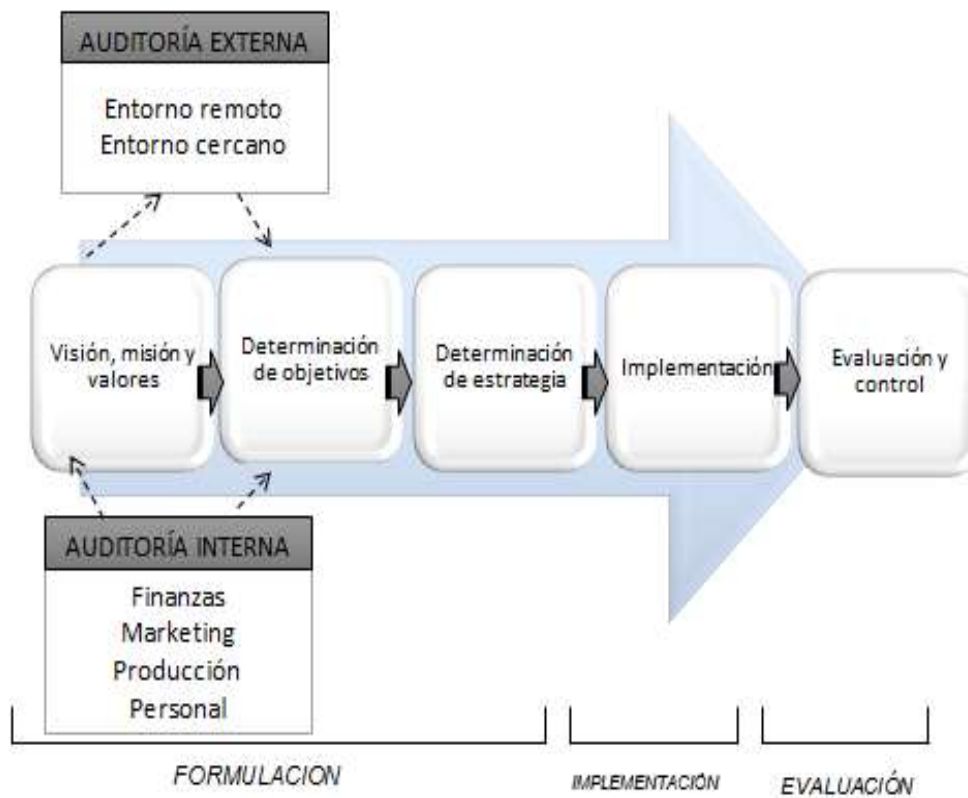 AUDITORÍA EXTERNA
Entorno remoto
Entorno cercano
Visión, misión y
valores
Determinación
de objetivos
Determinación
de estrategia
Implementación
Evaluación y
control
AUDITORÍA INTERNA
Finanzas
Marketing
Producción
Personal
FORMULACION
IMPLEMENTACIÓN
EVALUACIÓN